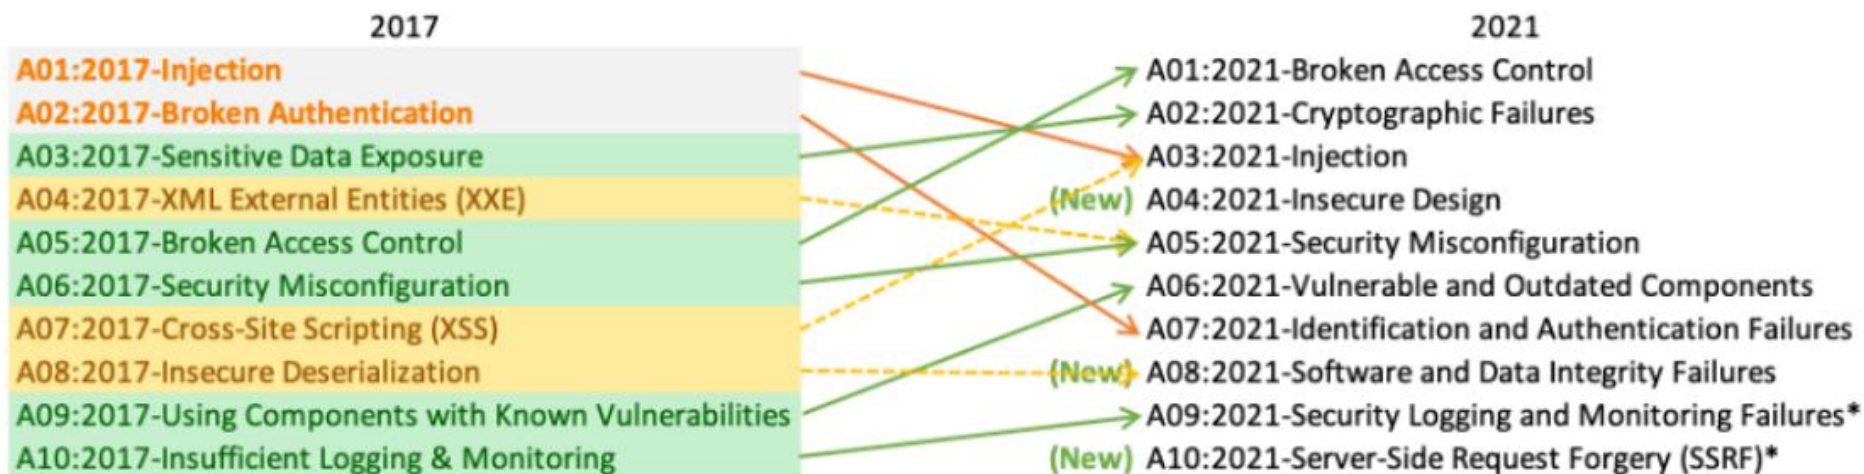 2017
A01:2017-Injection
A02:2017-Broken Authentication
A03:2017-Sensitive Data Exposure
A04:2017-XML External Entities (XXE)
A05:2017-Broken Access Control
A06:2017-Security Misconfiguration
A07:2017-Cross-Site Scripting (XSS)
A08:2017-Insecure Deserialization
A09:2017-Using Components with Known Vulnerabilities
A10:2017-Insufficient Logging & Monitoring
2021
A01:2021-Broken Access Control
A02:2021-Cryptographic Failures
A03:2021-Injection
(New) A04:2021-Insecure Design
A05:2021-Security Misconfiguration
A06:2021-Vulnerable and Outdated Components
A07:2021-Identification and Authentication Failures
(New) A08:2021-Software and Data Integrity Failures
A09:2021-Security Logging and Monitoring Failures*
(New) A10:2021-Server-Side Request Forgery (SSRF)*